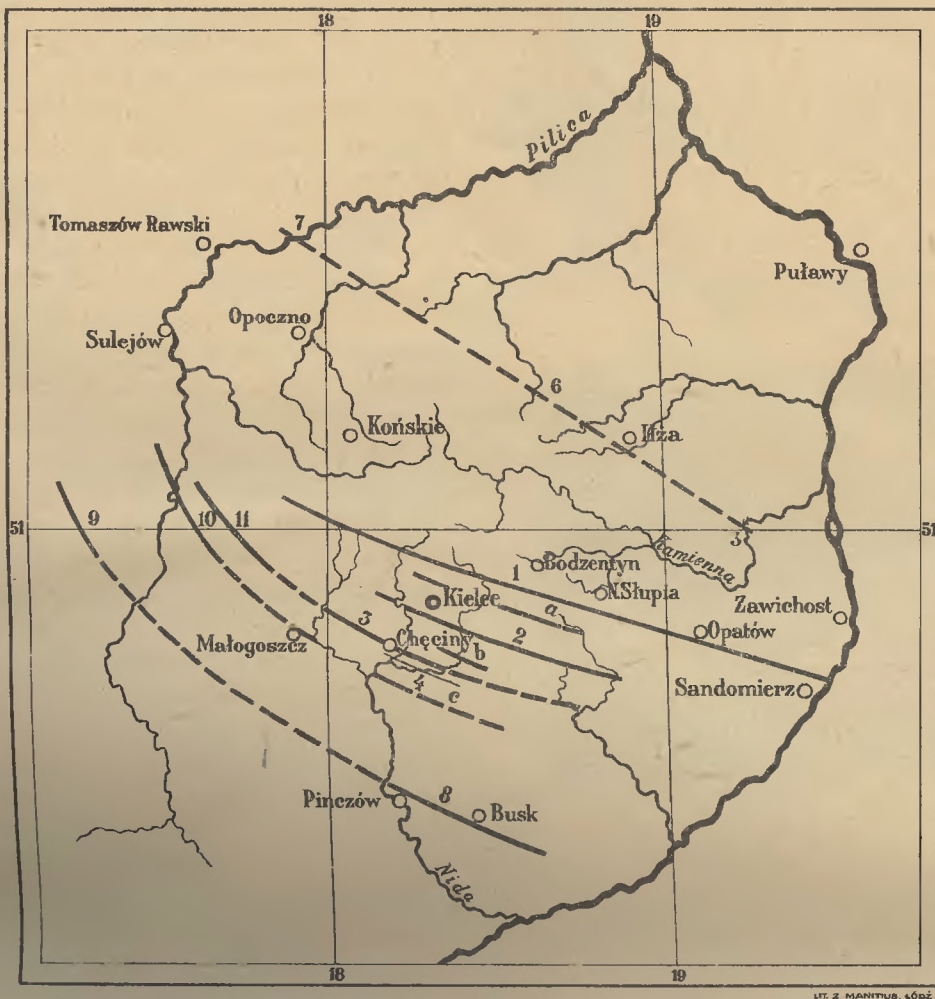 18
19
Pilica
7
Tomaszów Rawski
Puławy
Opoczno
Sulejów
6
Końskie
Iłża
9
10
11
51
51
5
Kamienna
1
Bodzentyn
N.Słupia
Kielce
a
Zawichost
3
2
Opatów
Małogoszcz
Chęciny
b
4
c
Sandomierz
Pinczów
8
Busk
Nida
18
19
LIT. Z. MANITIUS, ŁÓDŹ